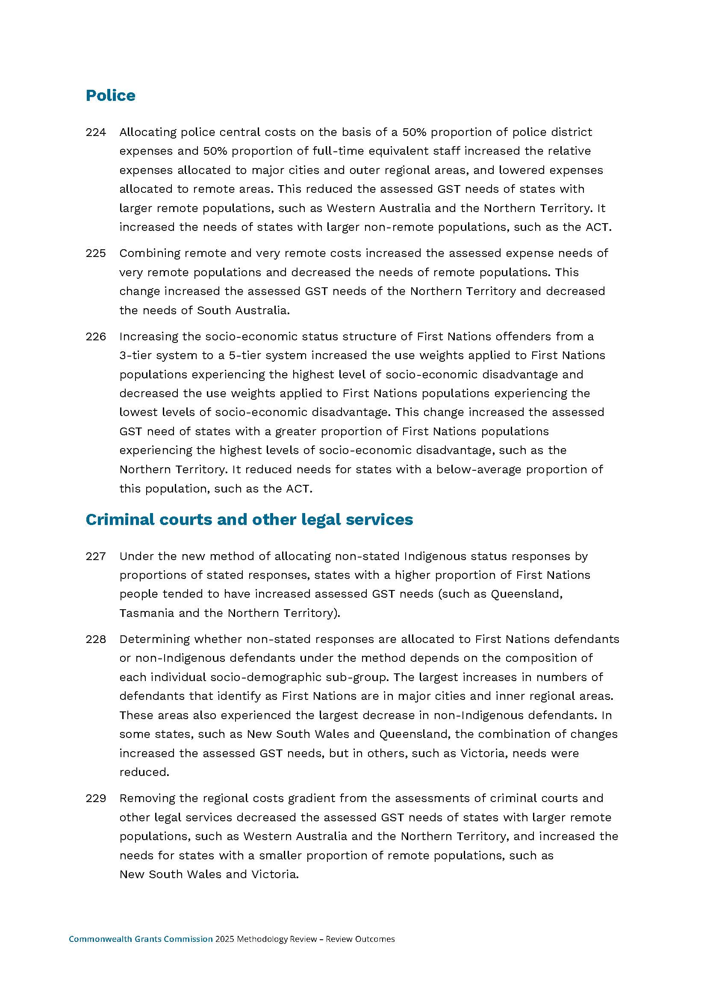 Police
224 Allocating police central costs on the basis of a 50% proportion of police district
expenses and 50% proportion of full-time equivalent staff increased the relative
expenses allocated to major cities and outer regional areas, and lowered expenses
allocated to remote areas. This reduced the assessed GST needs of states with
larger remote populations, such as Western Australia and the Northern Territory. It
increased the needs of states with larger non-remote populations, such as the ACT.
225 Combining remote and very remote costs increased the assessed expense needs of
very remote populations and decreased the needs of remote populations. This
change increased the assessed GST needs of the Northern Territory and decreased
the needs of South Australia.
226 Increasing the socio-economic status structure of First Nations offenders from a
3-tier system to a 5-tier system increased the use weights applied to First Nations
populations experiencing the highest level of socio-economic disadvantage and
decreased the use weights applied to First Nations populations experiencing the
lowest levels of socio-economic disadvantage. This change increased the assessed
GST need of states with a greater proportion of First Nations populations
experiencing the highest levels of socio-economic disadvantage, such as the
Northern Territory. It reduced needs for states with a below-average proportion of
this population, such as the ACT.
Criminal courts and other legal services
227 Under the new method of allocating non-stated Indigenous status responses by
proportions of stated responses, states with a higher proportion of First Nations
people tended to have increased assessed GST needs (such as Queensland,
Tasmania and the Northern Territory).
228 Determining whether non-stated responses are allocated to First Nations defendants
or non-Indigenous defendants under the method depends on the composition of
each individual socio-demographic sub-group. The largest increases in numbers of
defendants that identify as First Nations are in major cities and inner regional areas.
These areas also experienced the largest decrease in non-Indigenous defendants. In
some states, such as New South Wales and Queensland, the combination of changes
increased the assessed GST needs, but in others, such as Victoria, needs were
reduced.
229 Removing the regional costs gradient from the assessments of criminal courts and
other legal services decreased the assessed GST needs of states with larger remote
populations, such as Western Australia and the Northern Territory, and increased the
needs for states with a smaller proportion of remote populations, such as
New South Wales and Victoria.
Commonwealth Grants Commission 2025 Methodology Review – Review Outcomes